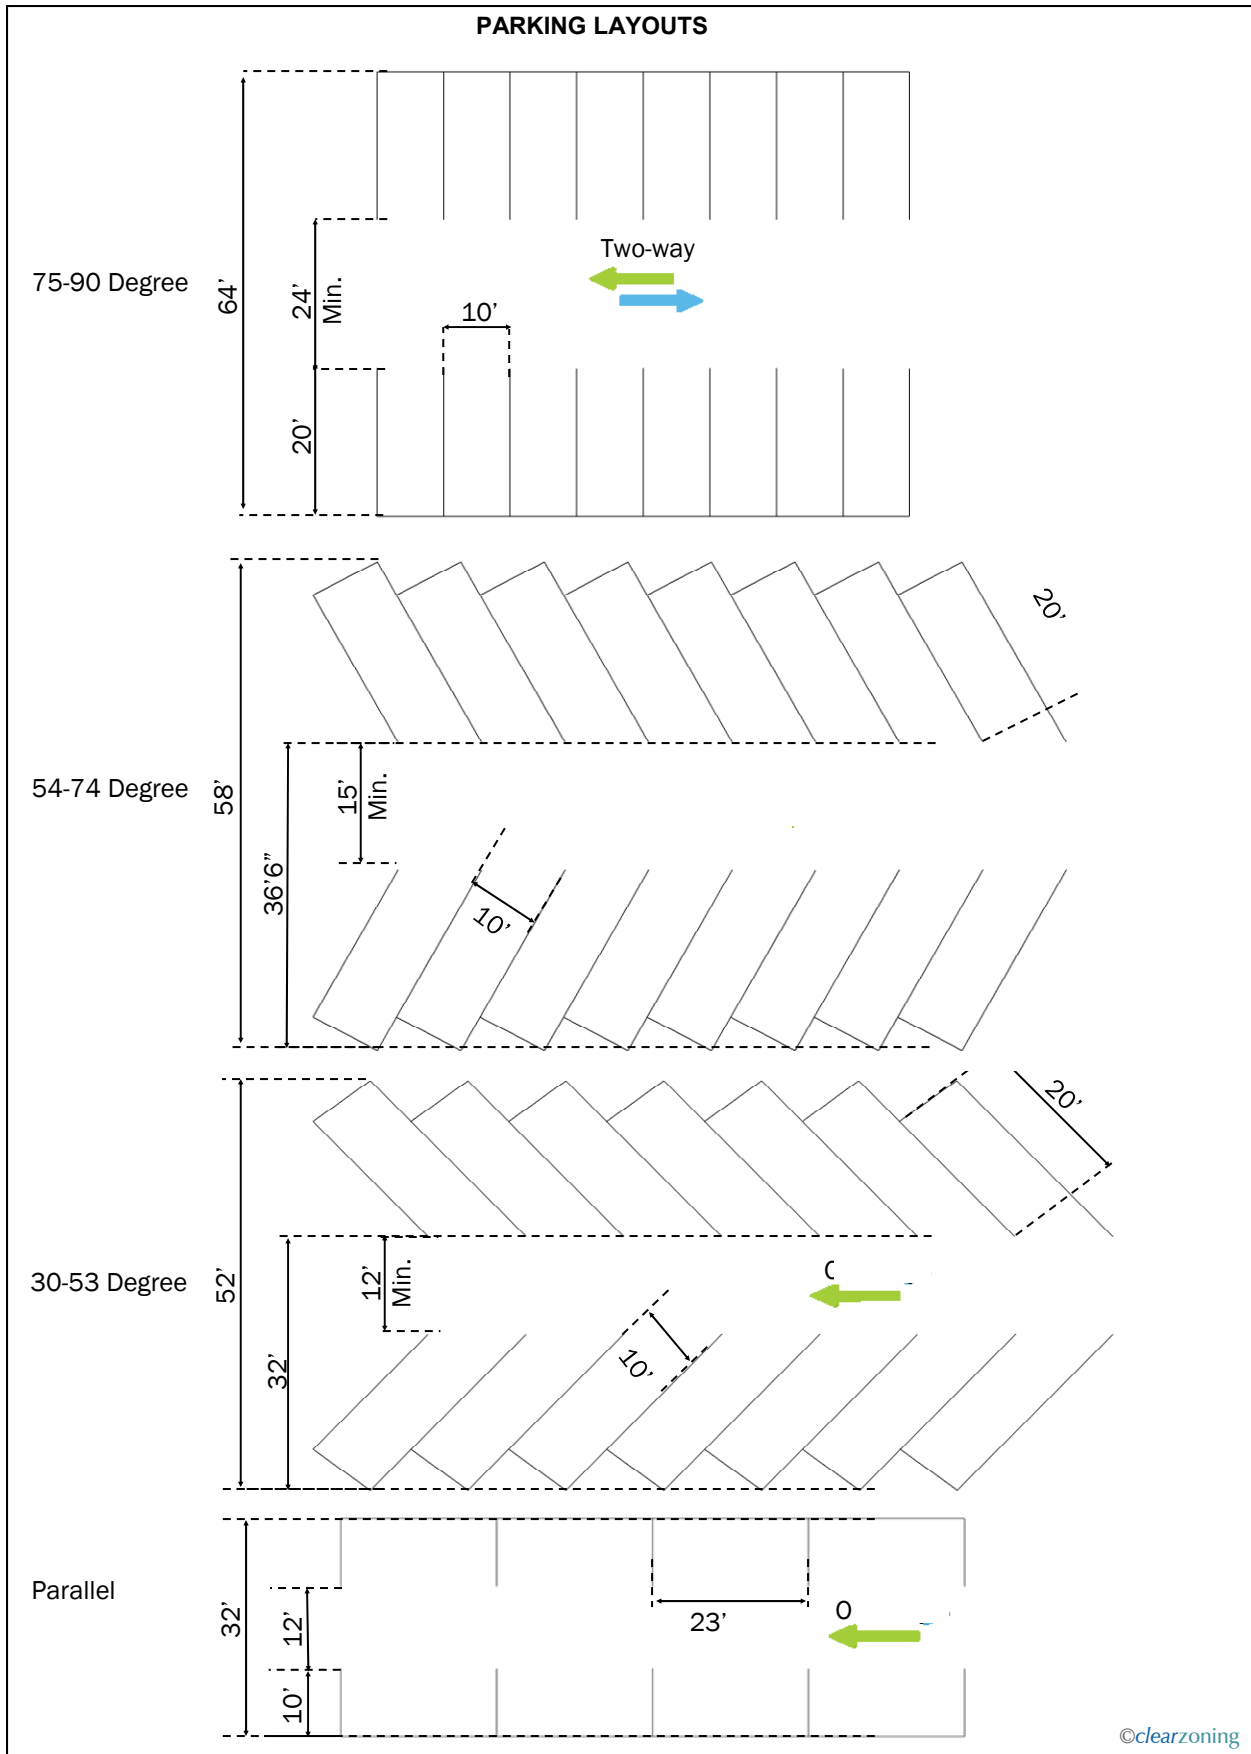 PARKING LAYOUTS
75-90 Degree
64'
24'
Min.
20'
10'
Two-way
54-74 Degree
58'
36'6"
15'
Min.
10'
20'
30-53 Degree
52'
32'
12'
Min.
10'
20'
Parallel
32'
12'
10'
23'
©clearzoning